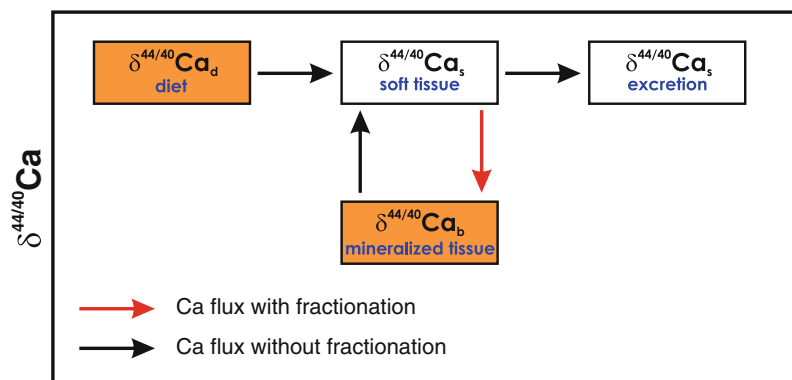 δ44/40Cad
diet
δ44/40Cas
soft tissue
δ44/40Cas
excretion
δ44/40Cab
mineralized tissue
δ44/40Ca
Ca flux with fractionation
Ca flux without fractionation